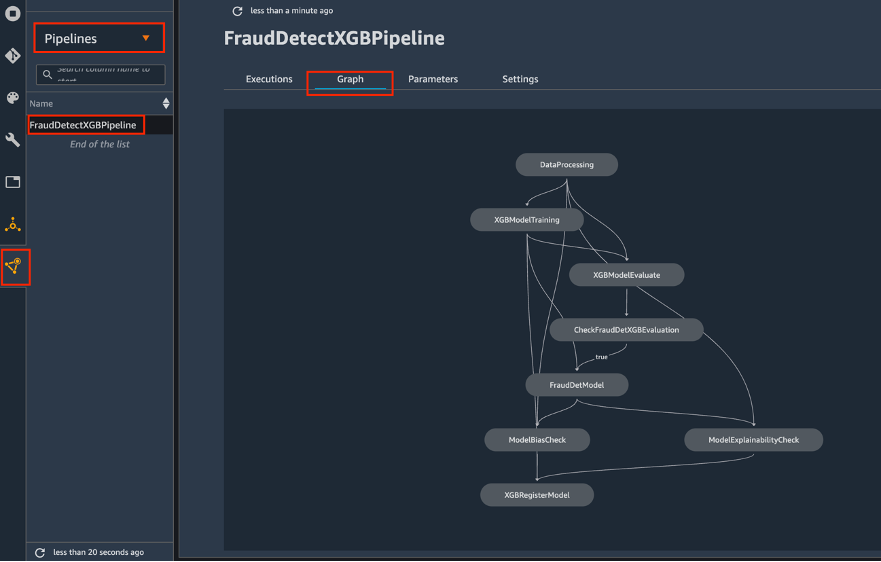 less than a minute ago
Pipelines
FraudDetectXGBPipeline
Search column name to
start
Executions
Graph
Parameters
Settings
Name
FraudDetectXGBPipeline
End of the list
DataProcessing
XGBModelTraining
XGBModelEvaluate
CheckFraudDetXGBEvaluation
true
FraudDetModel
ModelBiasCheck
ModelExplainabilityCheck
XGBRegisterModel
less than 20 seconds ago